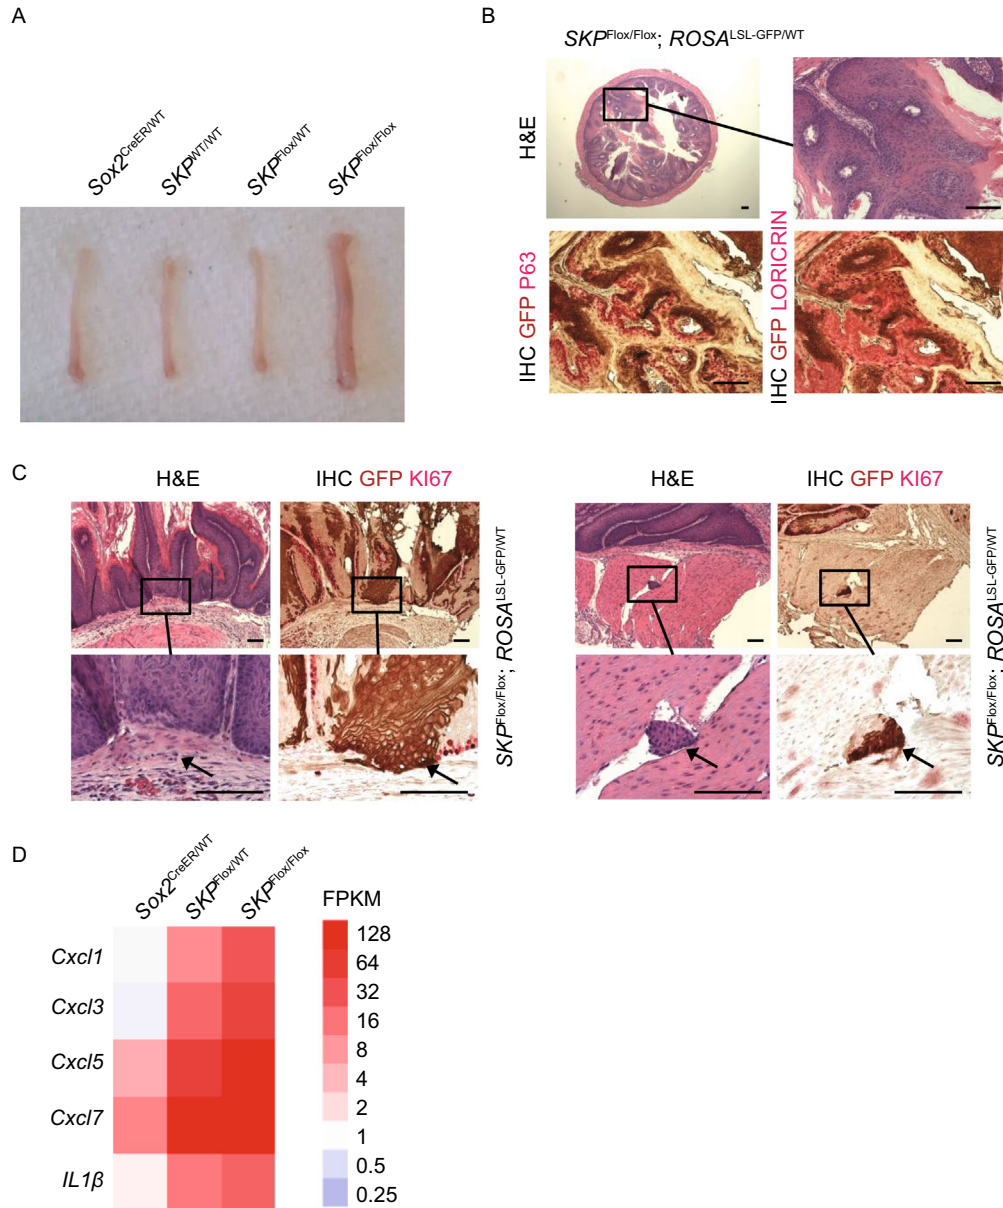 A
Sox2CreER/WT
SKPWT/WT
SKPFlox/WT
SKPFlox/Flox
B
SKPFlox/Flox; ROSALSL-GFP/WT
H&E
IHC GFP P63
IHC GFP LORICRIN
C
H&E
IHC GFP KI67
SKPFlox/Flox; ROSALSL-GFP/WT
H&E
IHC GFP KI67
SKPFlox/Flox; ROSALSL-GFP/WT
D
Sox2CreER/WT
SKPFlox/WT
SKPFlox/Flox
Cxcl1
Cxcl3
Cxcl5
Cxcl7
IL1β
FPKM
128
64
32
16
8
4
2
1
0.5
0.25